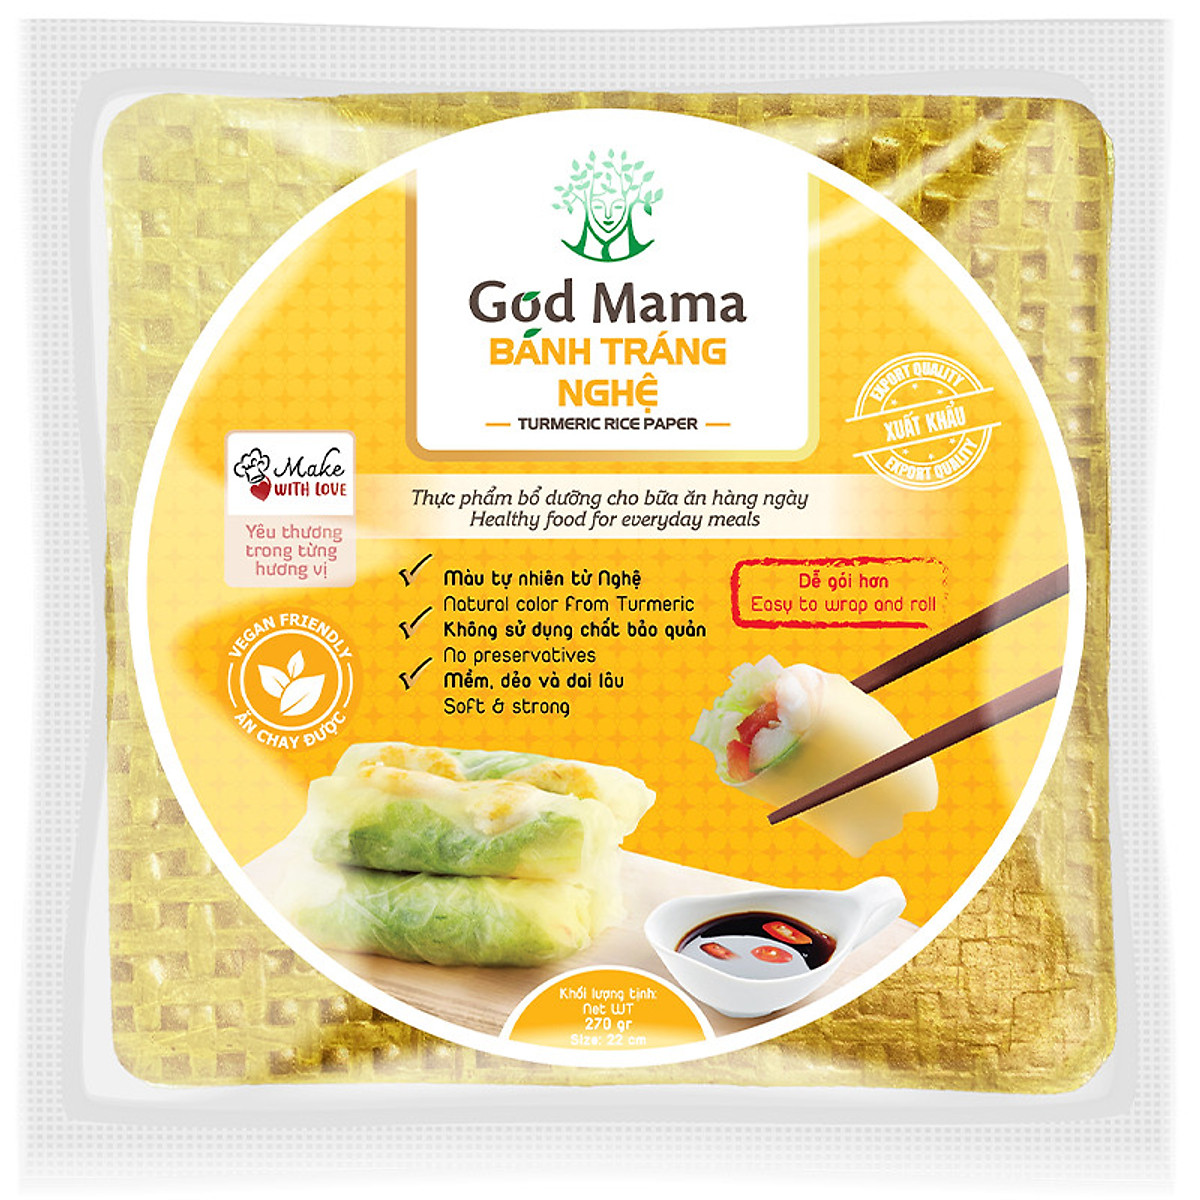 God Mama
BÁNH TRÁNG
NGHỆ
TURMERIC RICE PAPER
EXPORT QUALITY
XUẤT KHẨU
EXPORT QUALITY
Make
WITH LOVE
Yêu thương
trong từng
hương vị
Thực phẩm bổ dưỡng cho bữa ăn hàng ngày
Healthy food for everyday meals
Màu tự nhiên từ Nghệ
Natural color from Turmeric
Không sử dụng chất bảo quản
No preservatives
Mềm, dẻo và dai lâu
Soft & strong
Dễ gói hơn
Easy to wrap and roll
VEGAN FRIENDLY
ĂN CHAY ĐƯỢC
Khối lượng tịnh:
Net WT
270 gr
Size: 22 cm